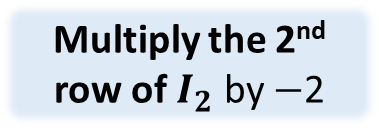 Multiply the 2ⁿᵈ
row of 𝑰₂ by −2